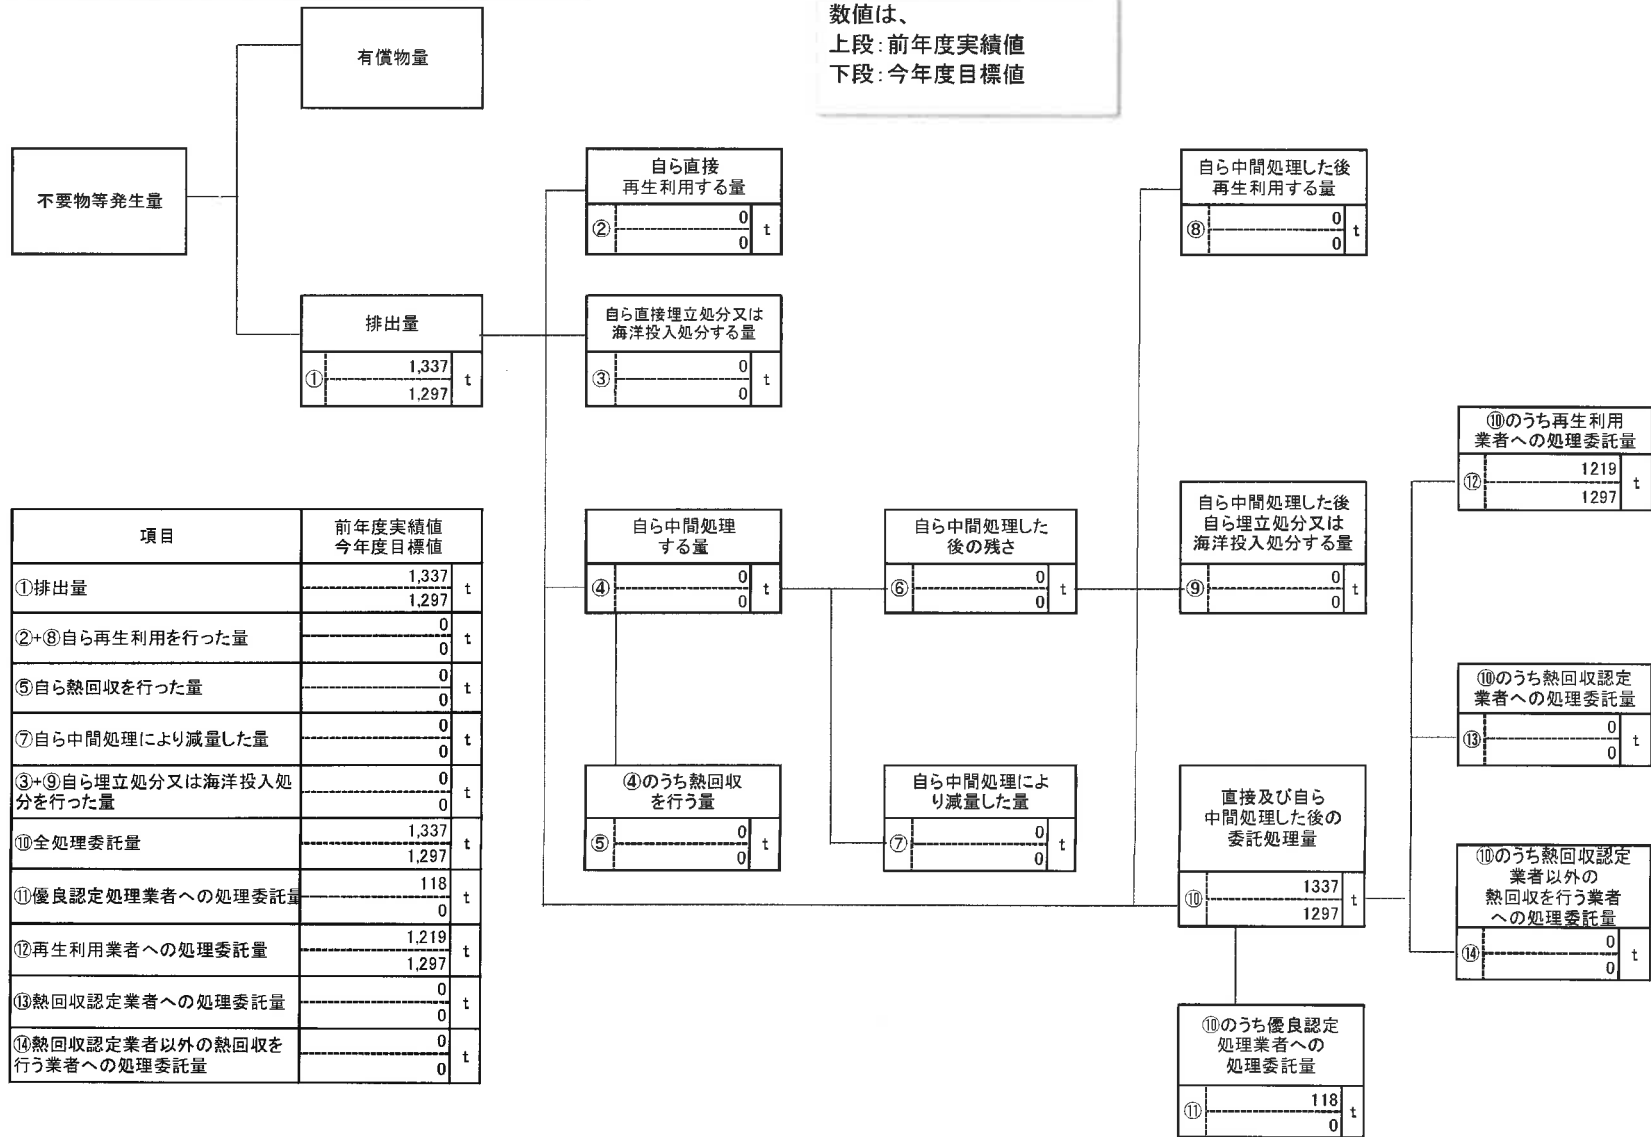 数値は、
上段：前年度実績値
下段：今年度目標値
有償物量
不要物等発生量
排出量
①
1,337
1,297
t
自ら直接
再生利用する量
②
0
0
t
自ら直接埋立処分又は
海洋投入処分する量
③
0
0
t
自ら中間処理した後
再生利用する量
⑧
0
0
t
自ら中間処理
する量
④
0
0
t
自ら中間処理した
後の残さ
⑥
0
0
t
自ら中間処理した後
自ら埋立処分又は
海洋投入処分する量
⑨
0
0
t
④のうち熱回収
を行う量
⑤
0
0
t
自ら中間処理によ
り減量した量
⑦
0
0
t
直接及び自ら
中間処理した後の
委託処理量
⑩
1337
1297
t
⑩のうち優良認定
処理業者への
処理委託量
⑪
118
0
t
⑩のうち再生利用
業者への処理委託量
⑫
1219
1297
t
⑩のうち熱回収認定
業者への処理委託量
⑬
0
0
t
⑩のうち熱回収認定
業者以外の
熱回収を行う業者
への処理委託量
⑭
0
0
t
項目
前年度実績値
今年度目標値
①排出量
1,337
1,297
t
②+⑧自ら再生利用を行った量
0
0
t
⑤自ら熱回収を行った量
0
0
t
⑦自ら中間処理により減量した量
0
0
t
③+⑨自ら埋立処分又は海洋投入処
分を行った量
0
0
t
⑩全処理委託量
1,337
1,297
t
⑪優良認定処理業者への処理委託量
118
0
t
⑫再生利用業者への処理委託量
1,219
1,297
t
⑬熱回収認定業者への処理委託量
0
0
t
⑭熱回収認定業者以外の熱回収を
行う業者への処理委託量
0
0
t